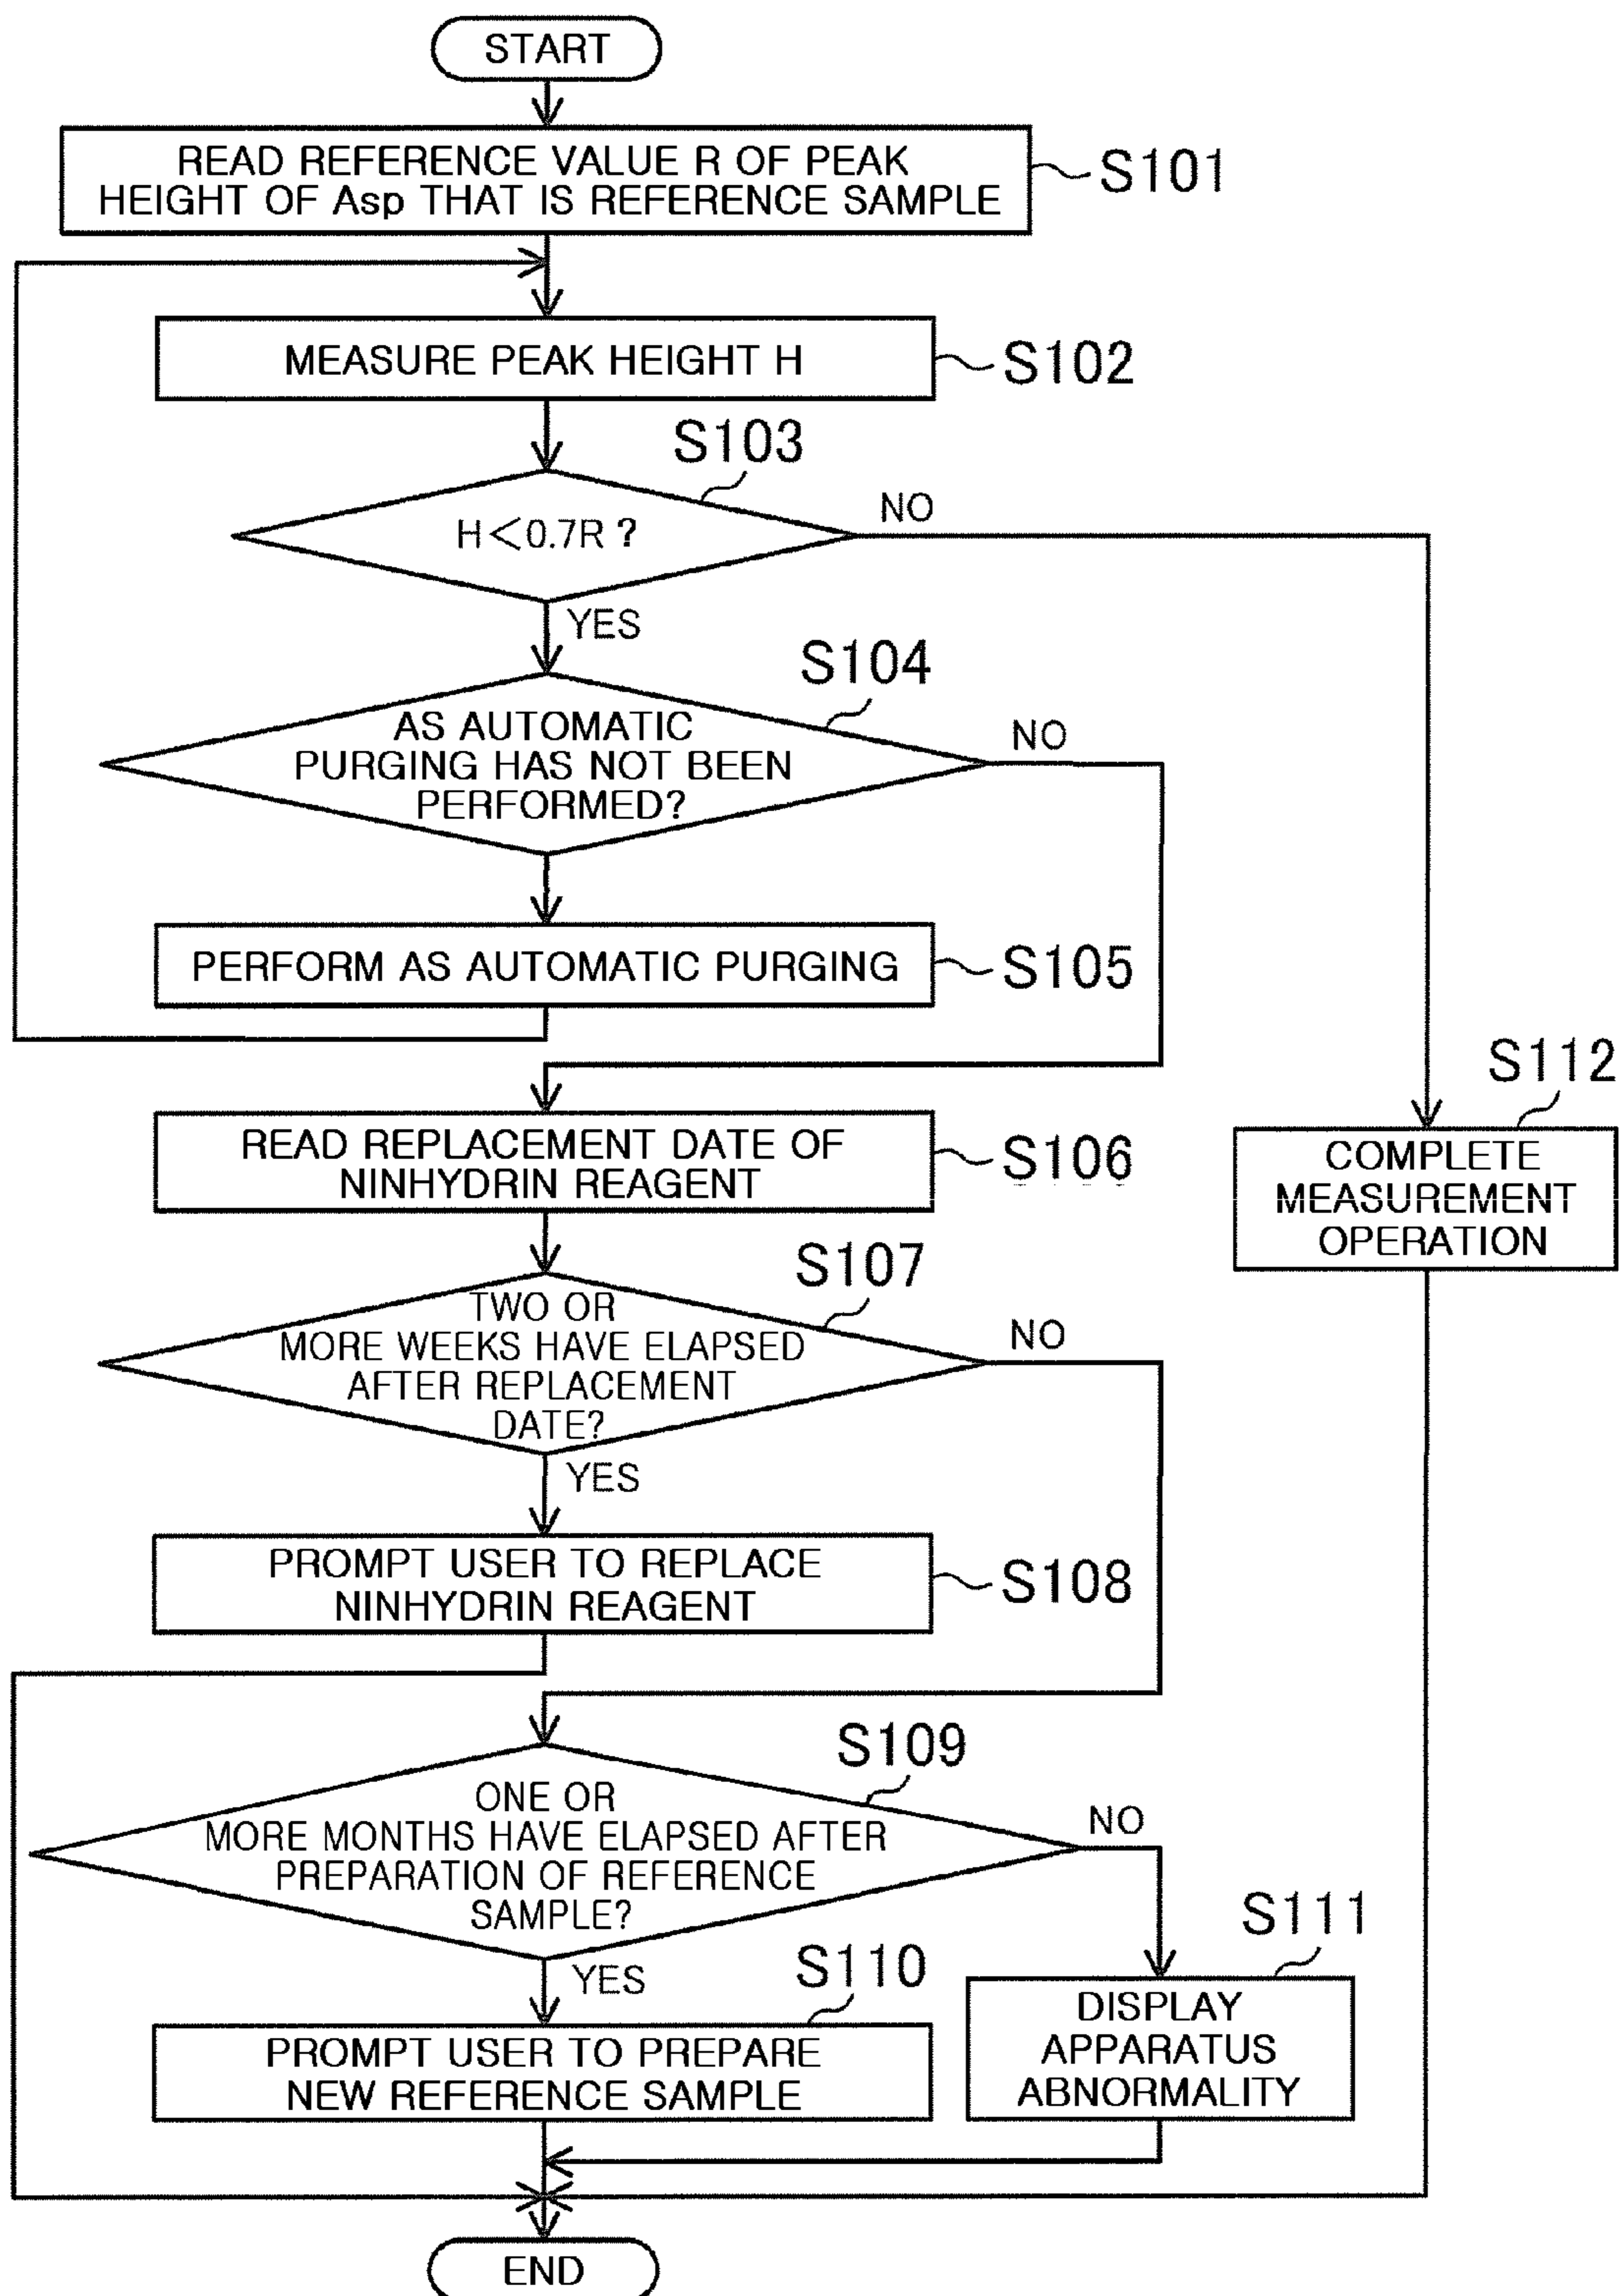 START
READ REFERENCE VALUE R OF PEAK
HEIGHT OF Asp THAT IS REFERENCE SAMPLE
S101
MEASURE PEAK HEIGHT H
S102
S103
H<0.7R ?
NO
YES
S104
AS AUTOMATIC
PURGING HAS NOT BEEN
PERFORMED?
NO
PERFORM AS AUTOMATIC PURGING
S105
READ REPLACEMENT DATE OF
NINHYDRIN REAGENT
S106
S112
COMPLETE
MEASUREMENT
OPERATION
S107
TWO OR
MORE WEEKS HAVE ELAPSED
AFTER REPLACEMENT
DATE?
NO
YES
PROMPT USER TO REPLACE
NINHYDRIN REAGENT
S108
S109
ONE OR
MORE MONTHS HAVE ELAPSED AFTER
PREPARATION OF REFERENCE
SAMPLE?
NO
YES
S110
PROMPT USER TO PREPARE
NEW REFERENCE SAMPLE
S111
DISPLAY
APPARATUS
ABNORMALITY
END